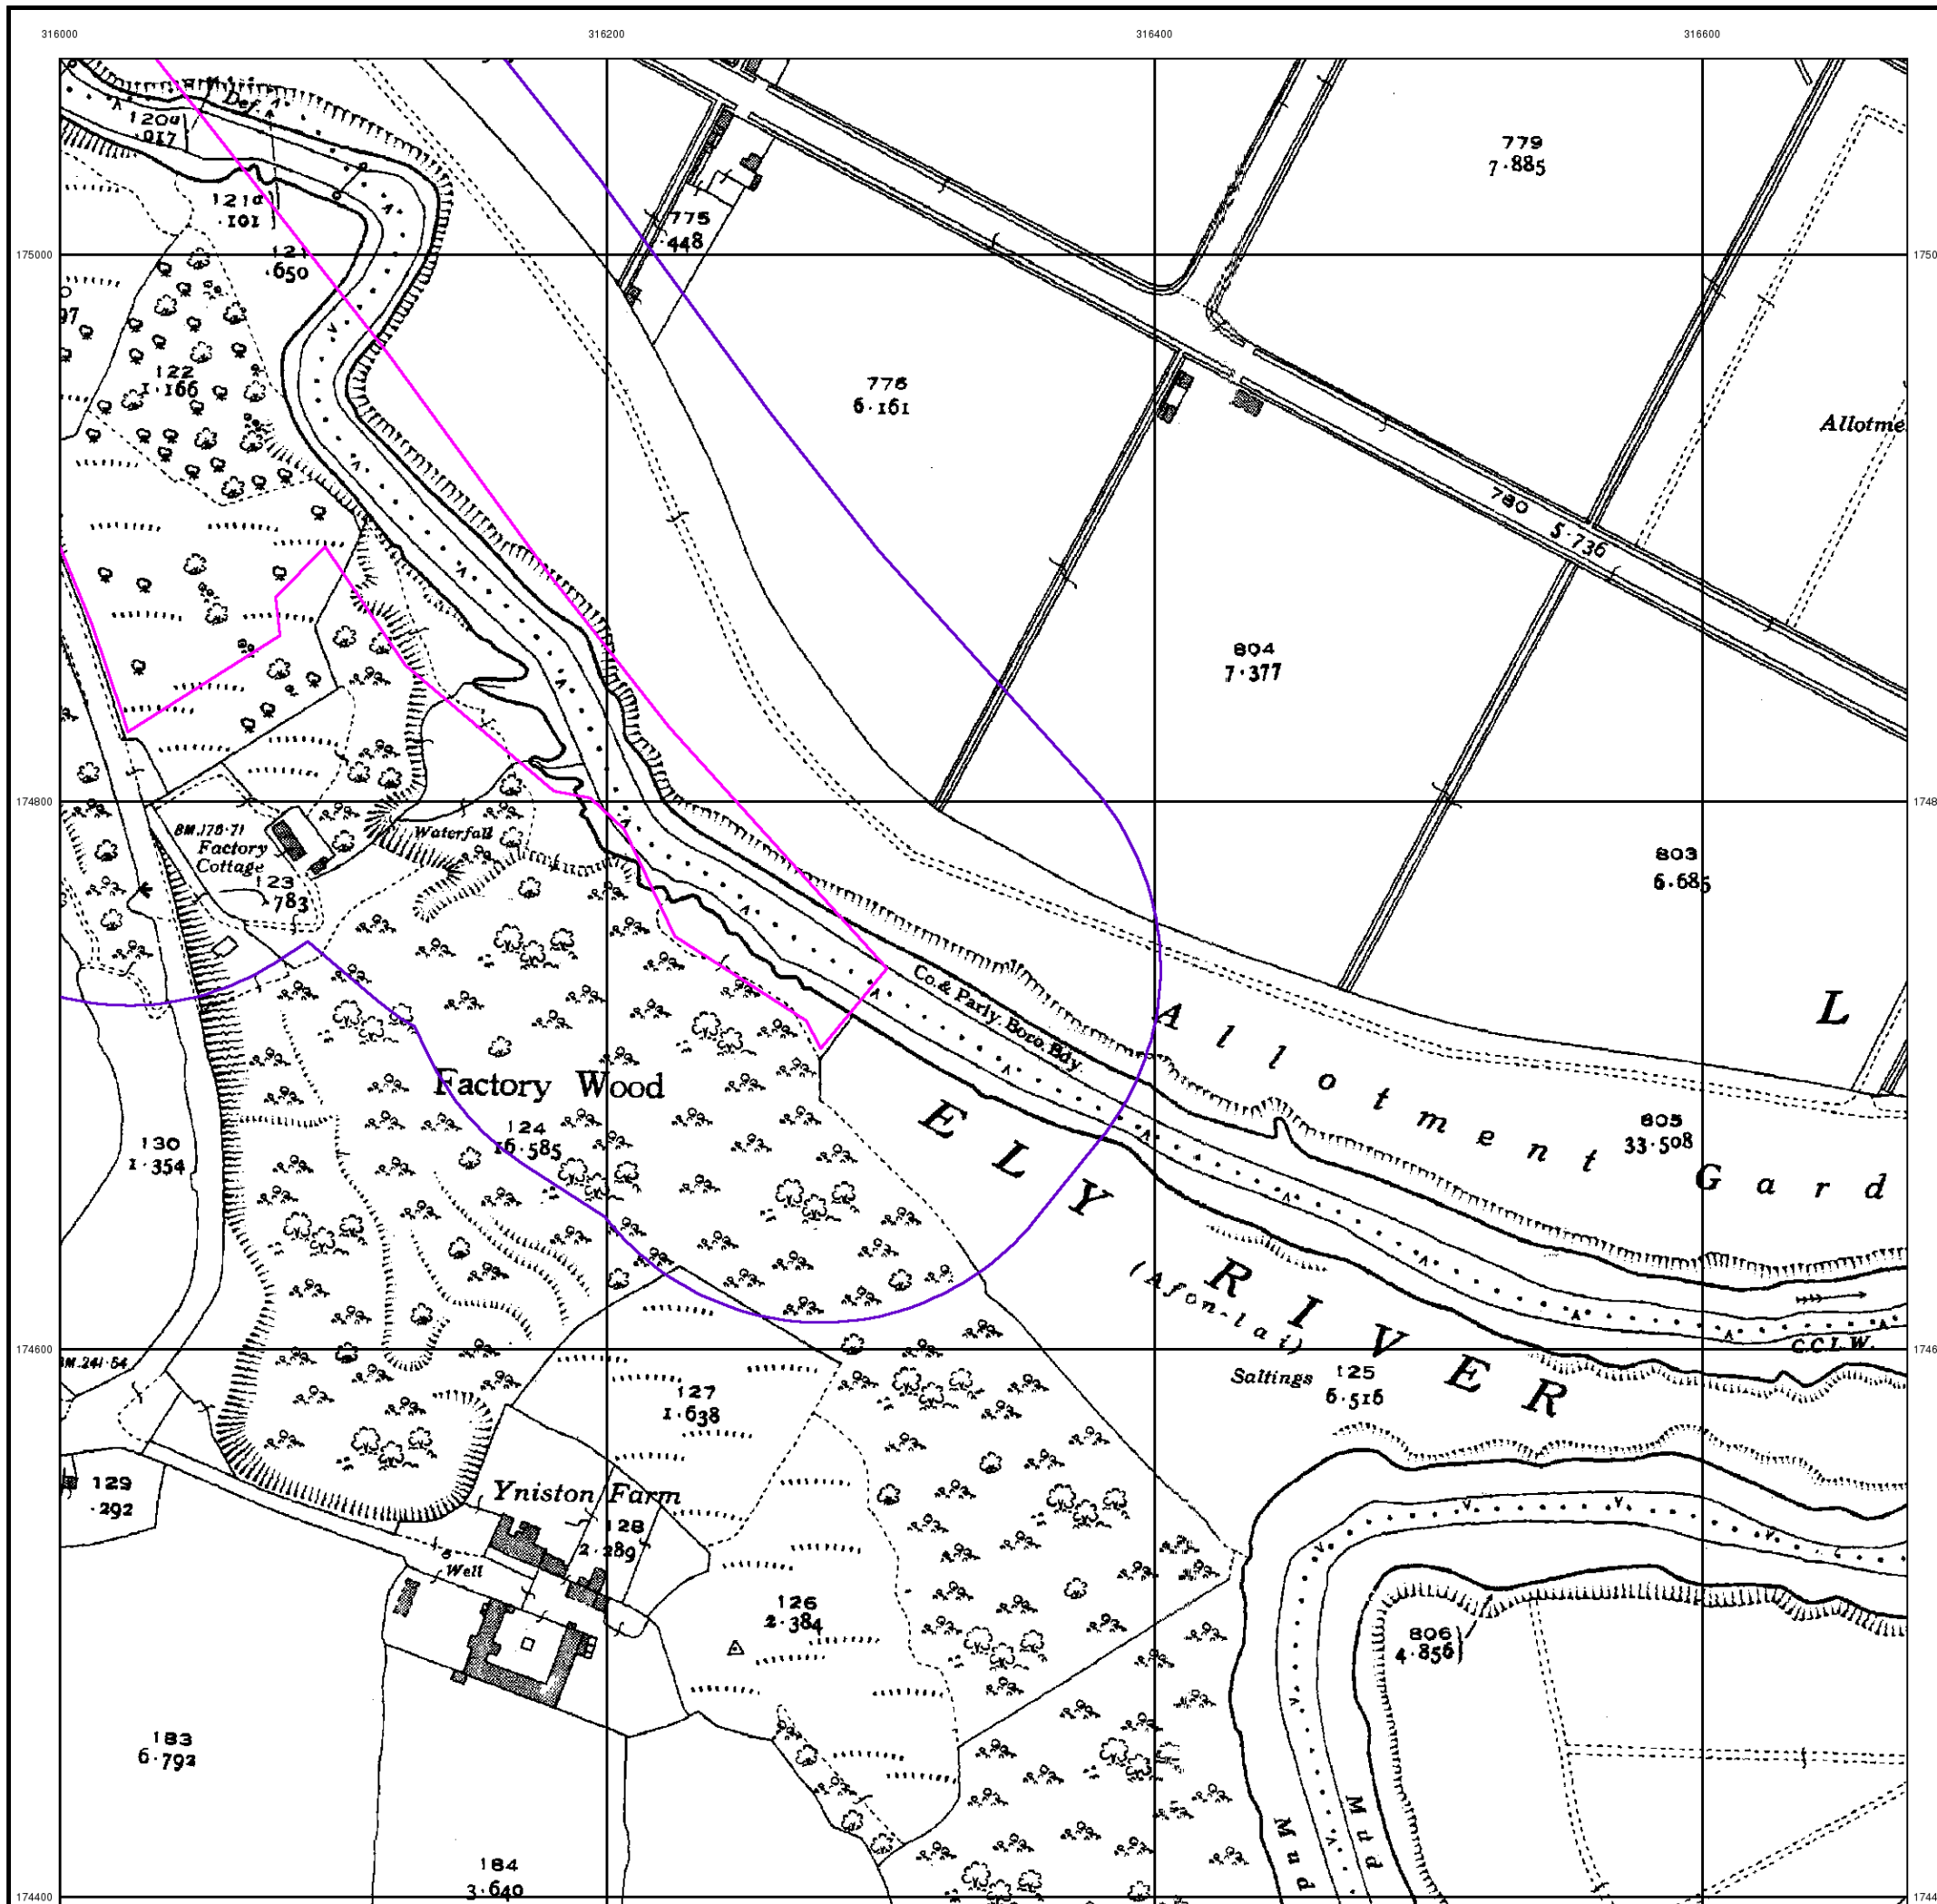 316000
316200
316400
316600
Def.
120a
.017
779
7.885
121a
.101
775
.448
175000
121
.650
97
122
1.166
776
6.161
Allotme
780 5.736
804
7.377
174800
BM.178.71
Factory
Cottage
Waterfall
123
.783
803
6.685
Co. & Parly. Boro. Bdy.
L
Allotment Gard
Factory Wood
124
16.585
805
33.508
130
1.354
ELY RIVER
(Afon-lai)
C.C.L.W.
174600
BM.241.54
Saltings
125
6.516
127
1.638
129
.292
Yniston Farm
128
2.289
Well
126
2.384
806
4.856
183
6.792
Mud
Mud
184
3.640
174400